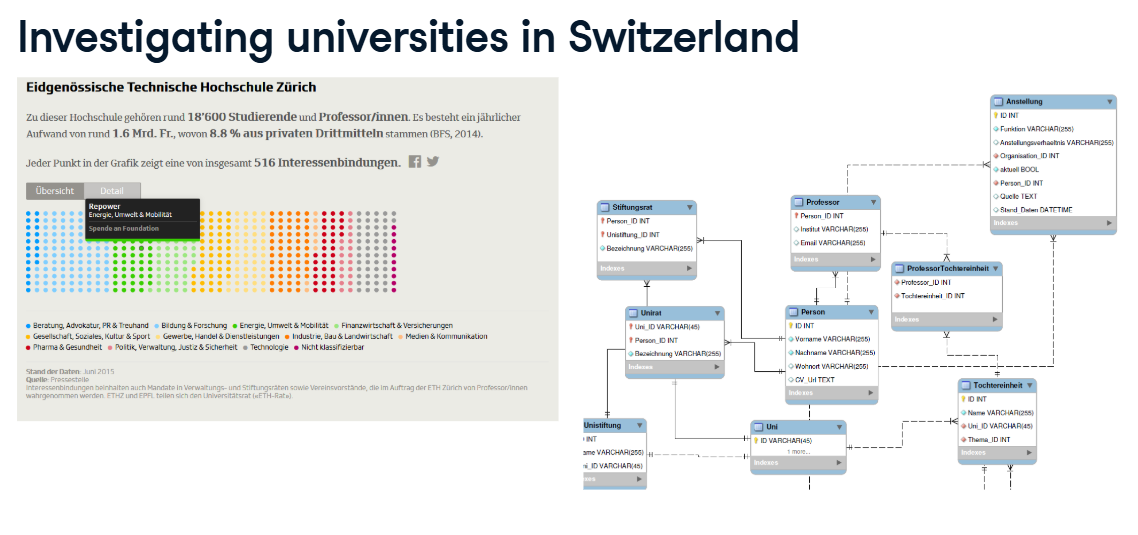 Investigating universities in Switzerland
Eidgenössische Technische Hochschule Zürich
Zu dieser Hochschule gehören rund 18'600 Studierende und Professor/innen. Es besteht ein jährlicher
Aufwand von rund 1.6 Mrd. Fr., wovon 8.8 % aus privaten Drittmitteln stammen (BFS, 2014).
Jeder Punkt in der Grafik zeigt eine von insgesamt 516 Interessenbindungen.
Übersicht
Detail
Repower
Energie, Umwelt & Mobilität
Spende an Foundation
Beratung, Advokatur, PR & Treuhand Bildung & Forschung Energie, Umwelt & Mobilität Finanzwirtschaft & Versicherungen
Gesellschaft, Soziales, Kultur & Sport Gewerbe, Handel & Dienstleistungen Industrie, Bau & Landwirtschaft Medien & Kommunikation
Pharma & Gesundheit Politik, Verwaltung, Justiz & Sicherheit Technologie Nicht klassifizierbar
Stand der Daten: Juni 2015
Quelle: Pressestelle
Interessenbindungen beinhalten auch Mandate in Verwaltungs- und Stiftungsräten sowie Vereinsvorstände, die im Auftrag der ETH Zürich von Professor/innen
wahrgenommen werden. ETHZ und EPFL teilen sich den Universitätsrat («ETH-Rat»).
Anstellung
ID INT
Funktion VARCHAR(255)
Anstellungsverhaeltnis VARCHAR(255)
Organisation_ID INT
aktuell BOOL
Person_ID INT
Quelle TEXT
Stand_Daten DATETIME
Indexes
Stiftungsrat
Person_ID INT
Unistiftung_ID INT
Bezeichnung VARCHAR(255)
Indexes
Professor
Person_ID INT
Institut VARCHAR(255)
Email VARCHAR(256)
Indexes
ProfessorTochtereinheit
Professor_ID INT
Tochtereinheit_ID INT
Indexes
Unirat
Uni_ID VARCHAR(45)
Person_ID INT
Bezeichnung VARCHAR(255)
Indexes
Person
ID INT
Vorname VARCHAR(255)
Nachname VARCHAR(255)
Wohnort VARCHAR(255)
CV_Url TEXT
Indexes
Tochtereinheit
ID INT
Name VARCHAR(255)
Uni_ID VARCHAR(45)
Thema_ID INT
Indexes
Unistiftung
ID INT
ame VARCHAR(255)
ni_ID VARCHAR(45)
exes
Uni
ID VARCHAR(45)
1 more...
Indexes